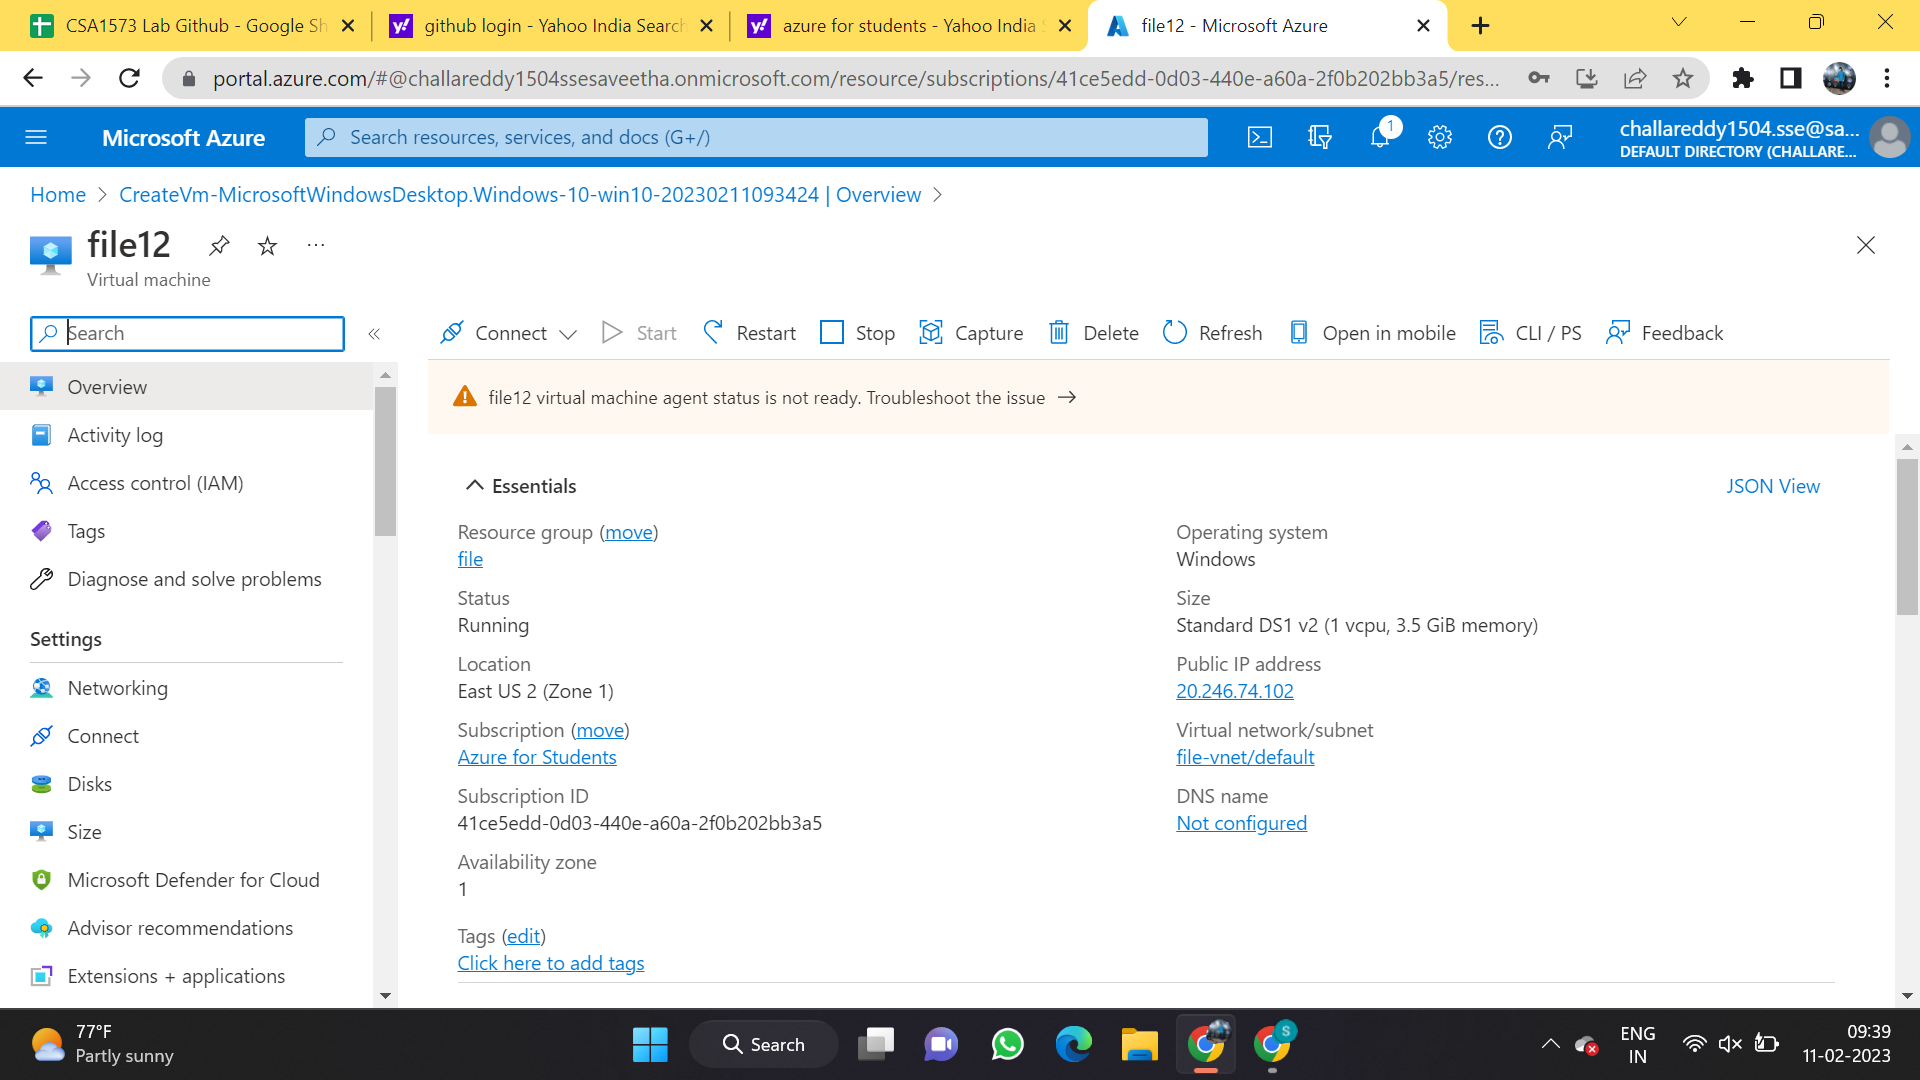 CSA1573 Lab Github - Google Sh
github login - Yahoo India Search
azure for students - Yahoo India S
file12 - Microsoft Azure
portal.azure.com/#@challareddy1504ssesaveetha.onmicrosoft.com/resource/subscriptions/41ce5edd-0d03-440e-a60a-2f0b202bb3a5/res...
Microsoft Azure
Search resources, services, and docs (G+/)
1
challareddy1504.sse@sa...
DEFAULT DIRECTORY (CHALLARE...
Home > CreateVm-MicrosoftWindowsDesktop.Windows-10-win10-20230211093424 | Overview >
file12
Virtual machine
Search
Connect
Start
Restart
Stop
Capture
Delete
Refresh
Open in mobile
CLI / PS
Feedback
file12 virtual machine agent status is not ready. Troubleshoot the issue →
Overview
Activity log
Access control (IAM)
Tags
Diagnose and solve problems
Settings
Networking
Connect
Disks
Size
Microsoft Defender for Cloud
Advisor recommendations
Extensions + applications
Essentials
JSON View
Resource group (move)
file
Status
Running
Location
East US 2 (Zone 1)
Subscription (move)
Azure for Students
Subscription ID
41ce5edd-0d03-440e-a60a-2f0b202bb3a5
Availability zone
1
Tags (edit)
Click here to add tags
Operating system
Windows
Size
Standard DS1 v2 (1 vcpu, 3.5 GiB memory)
Public IP address
20.246.74.102
Virtual network/subnet
file-vnet/default
DNS name
Not configured
77°F
Partly sunny
Search
S
ENG
IN
09:39
11-02-2023